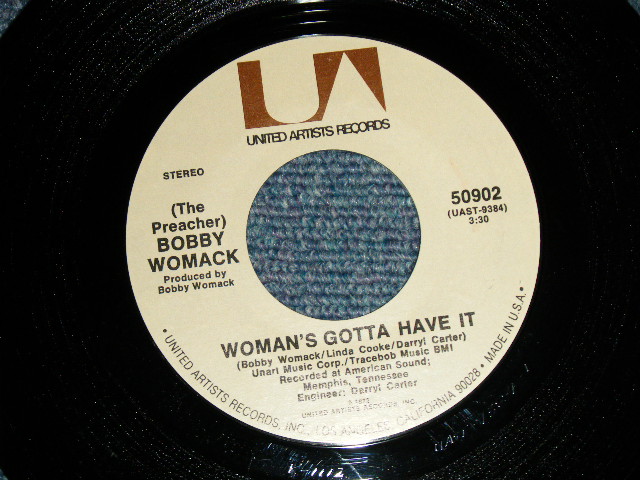 UA
UNITED ARTISTS RECORDS
STEREO
(The
Preacher)
BOBBY
WOMACK
Produced by
Bobby Womack
50902
(UAST-9384)
3:30
WOMAN'S GOTTA HAVE IT
(Bobby Womack/Linda Cooke/Darryl Carter)
Unart Music Corp./Tracebob Music BMI
Recorded at American Sound;
Memphis, Tennessee
Engineer: Darryl Carter
UNITED ARTISTS RECORDS, INC.
• UNITED ARTISTS RECORDS, INC., LOS ANGELES, CALIFORNIA 90028 • MADE IN U.S.A. •